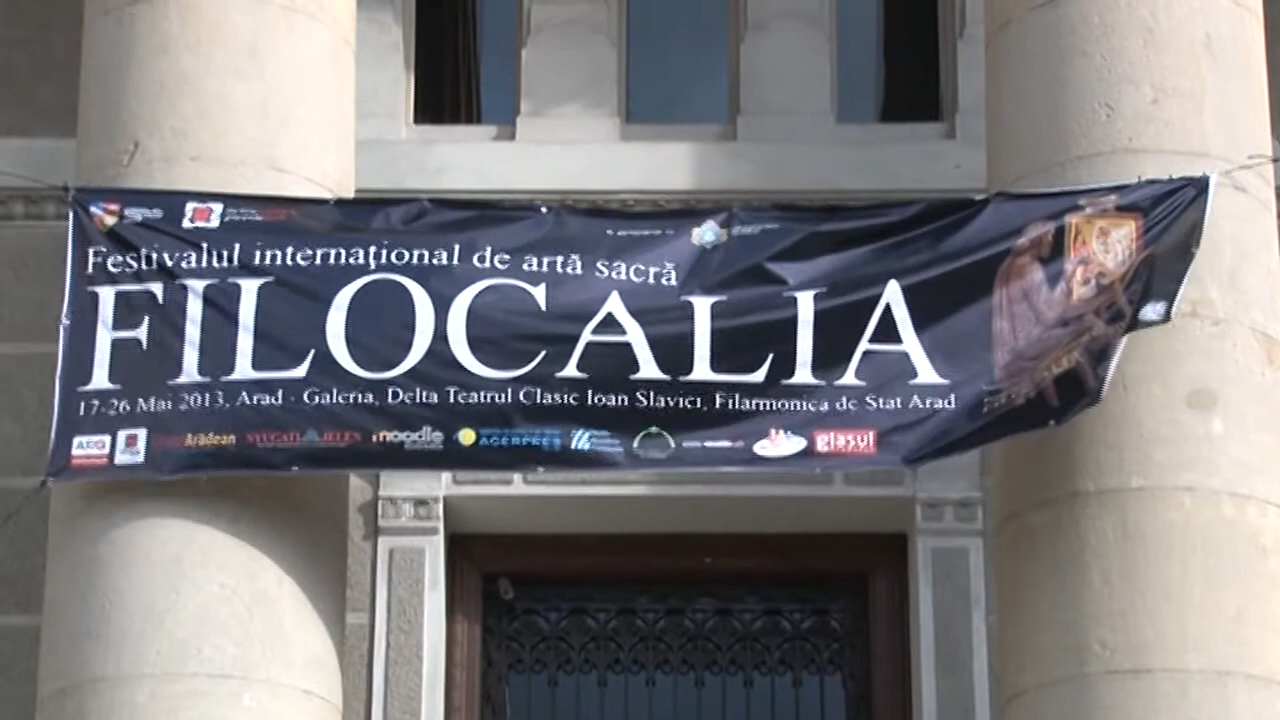 Festivalul internațional de artă sacră
FILOCALIA
17-26 Mai 2013, Arad - Galeria, Delta Teatrul Clasic Ioan Slavici, Filarmonica de Stat Arad
Arădean moodle AGERPRES glasul